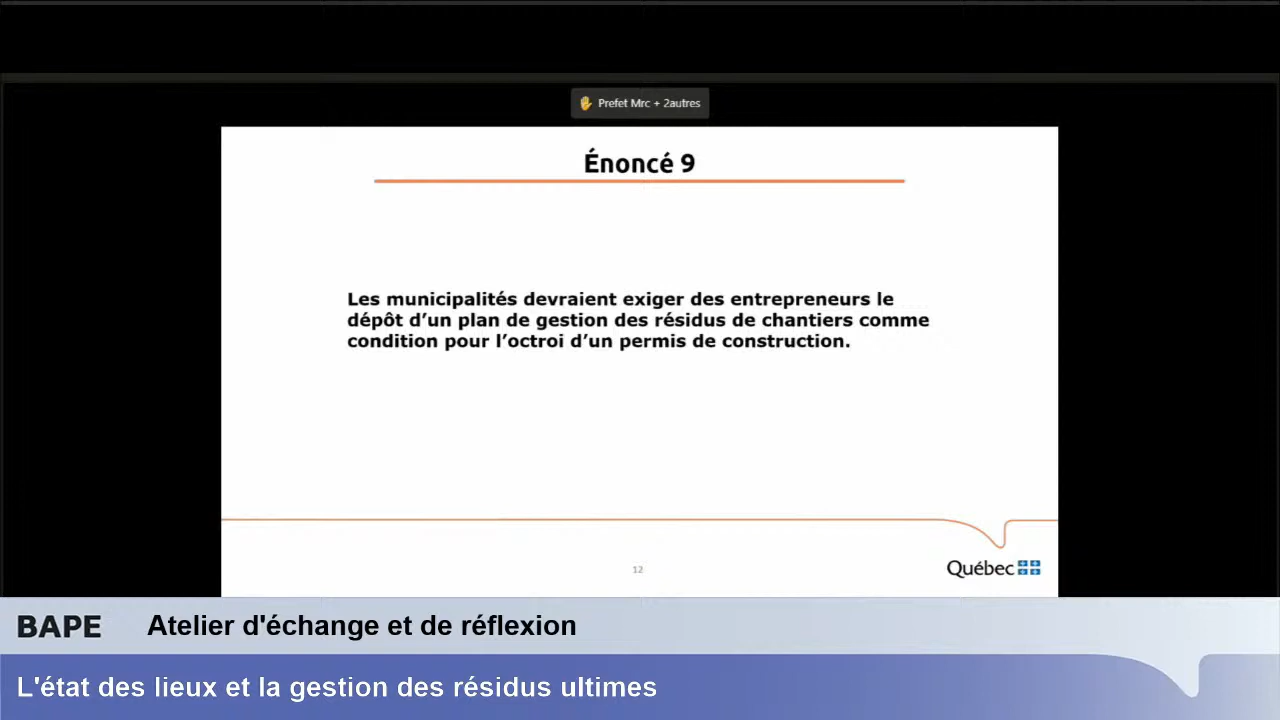 Prefet Mrc + 2autres
Énoncé 9
Les municipalités devraient exiger des entrepreneurs le
dépôt d’un plan de gestion des résidus de chantiers comme
condition pour l’octroi d’un permis de construction.
12
Québec
BAPE Atelier d'échange et de réflexion
L'état des lieux et la gestion des résidus ultimes